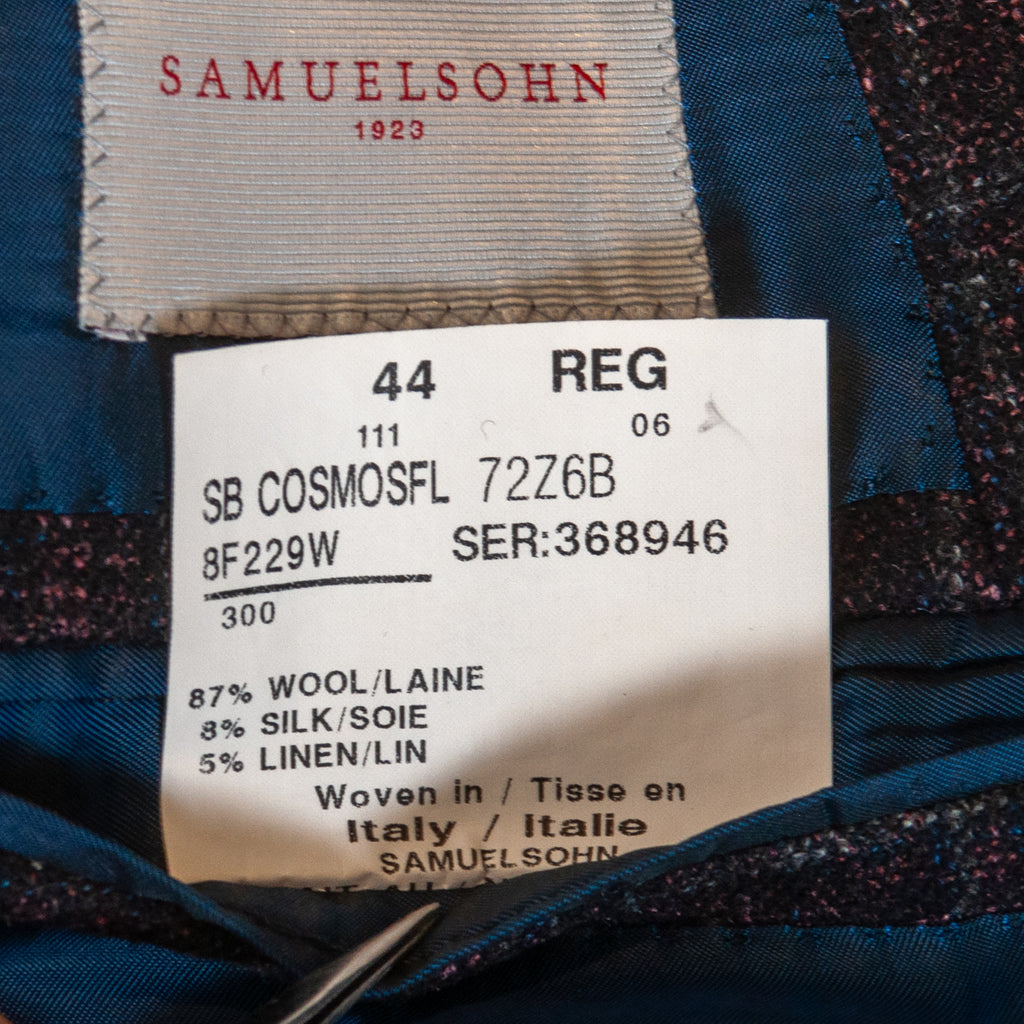 SAMUELSOHN
1923
44 REG
111 06
SB COSMOSFL 72Z6B
8F229W SER:368946
300
87% WOOL/LAINE
8% SILK/SOIE
5% LINEN/LIN
Woven in / Tisse en
Italy / Italie
SAMUELSOHN